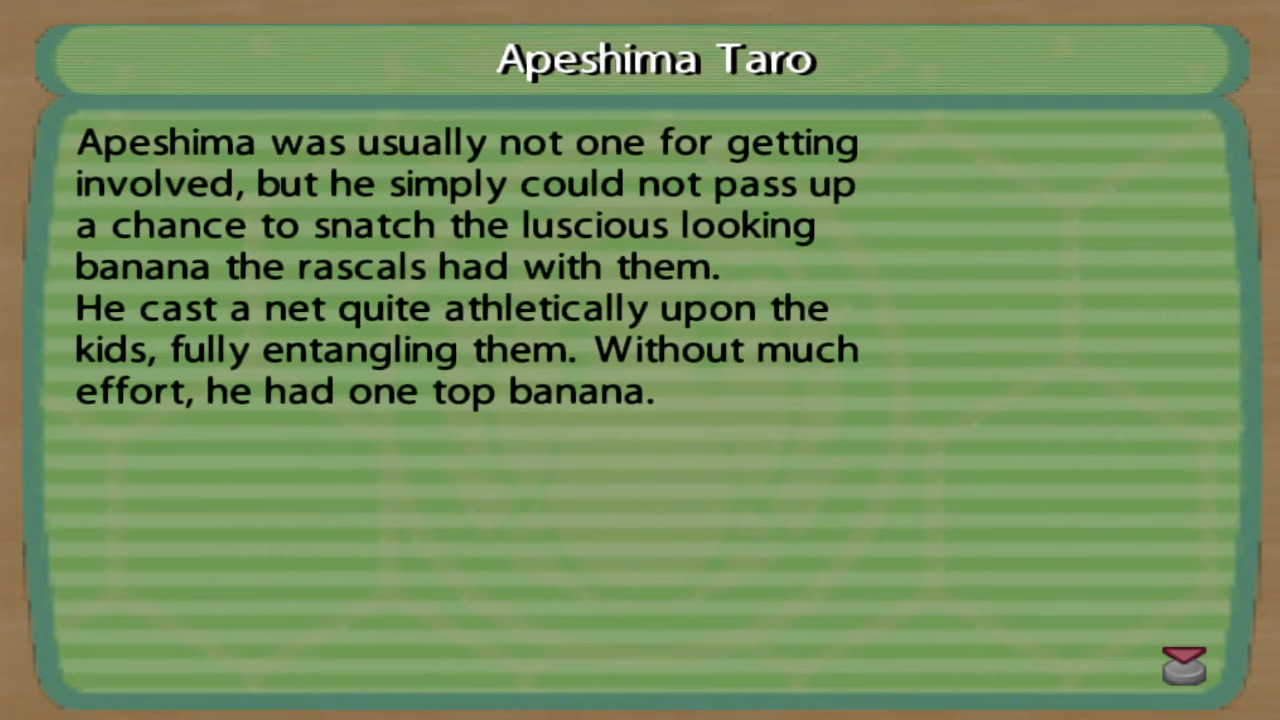 Apeshima Taro
Apeshima was usually not one for getting
involved, but he simply could not pass up
a chance to snatch the luscious looking
banana the rascals had with them.
He cast a net quite athletically upon the
kids, fully entangling them. Without much
effort, he had one top banana.